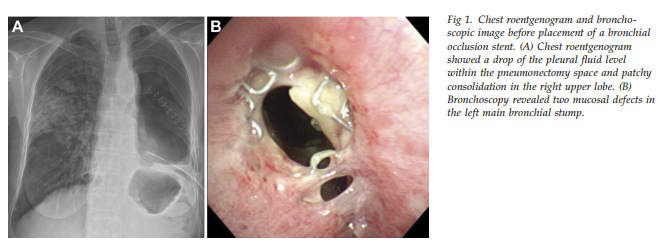 A
B
Fig 1. Chest roentgenogram and broncho-
scopic image before placement of a bronchial
occlusion stent. (A) Chest roentgenogram
showed a drop of the pleural fluid level
within the pneumonectomy space and patchy
consolidation in the right upper lobe. (B)
Bronchoscopy revealed two mucosal defects in
the left main bronchial stump.